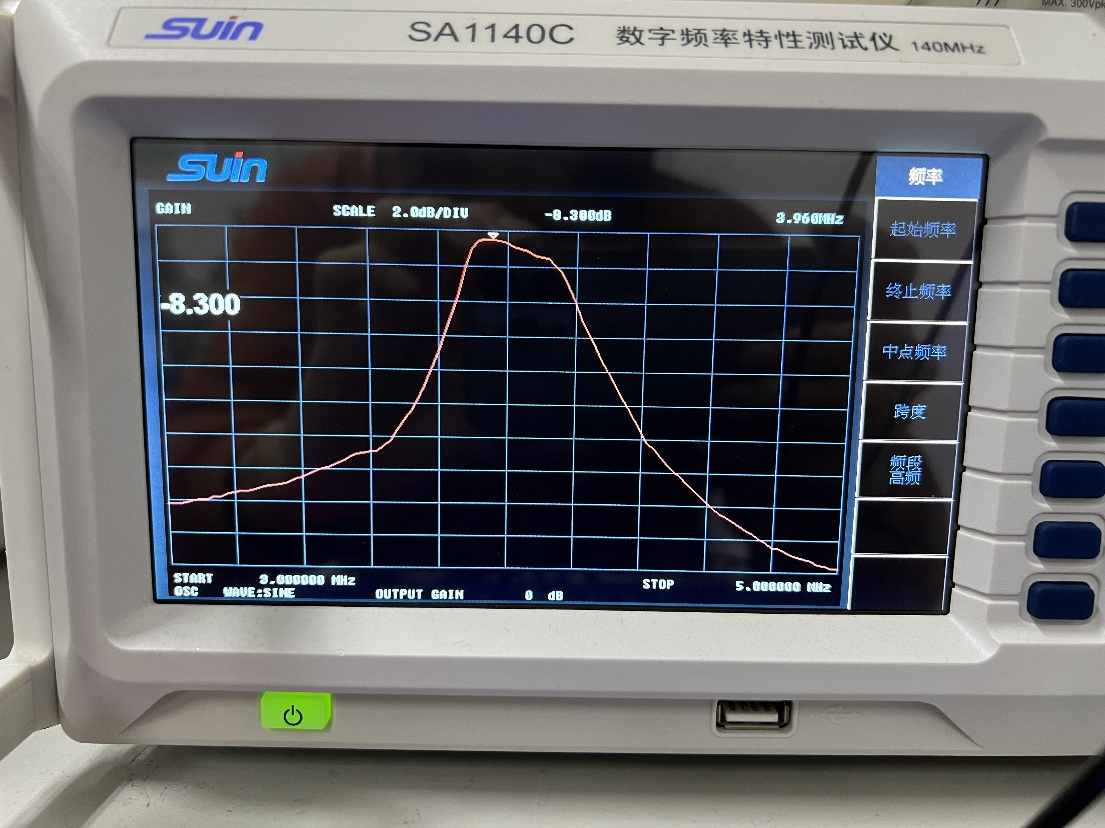 MAX. 300Vpk
SUin SA1140C 数字频率特性测试仪 140MHz
SUin
频率
GAIN SCALE 2.0dB/DIV -8.300dB 3.960MHz
起始频率
终止频率
-8.300
中点频率
跨度
频段
高频
START 3.000000 MHz STOP 5.000000 MHz
OSC WAVE:SINE OUTPUT GAIN 0 dB